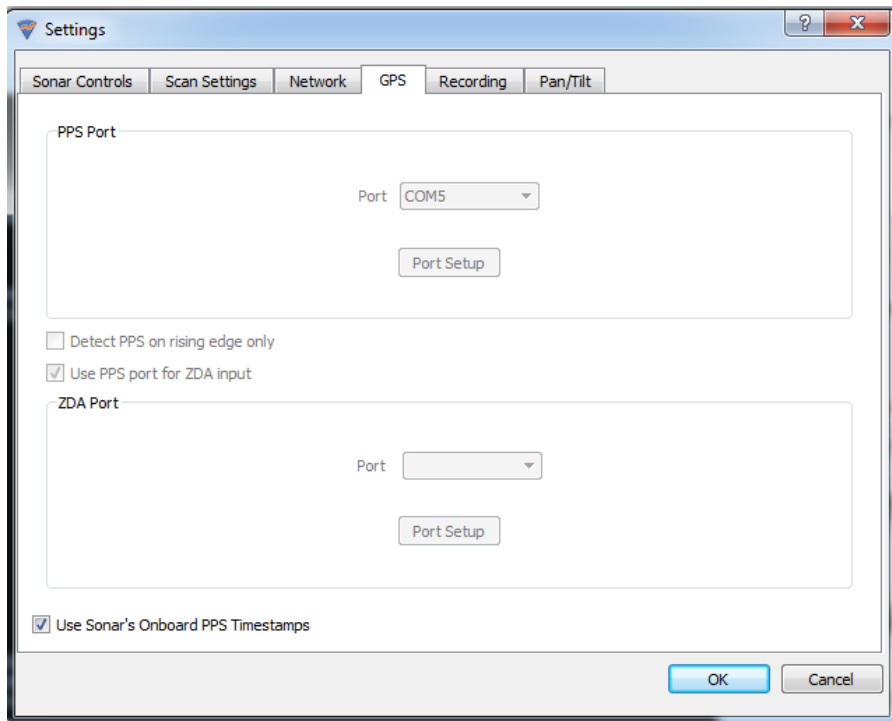 Settings
Sonar Controls Scan Settings Network GPS Recording Pan/Tilt
PPS Port
Port COM5
Port Setup
Detect PPS on rising edge only
Use PPS port for ZDA input
ZDA Port
Port
Port Setup
Use Sonar's Onboard PPS Timestamps
OK Cancel